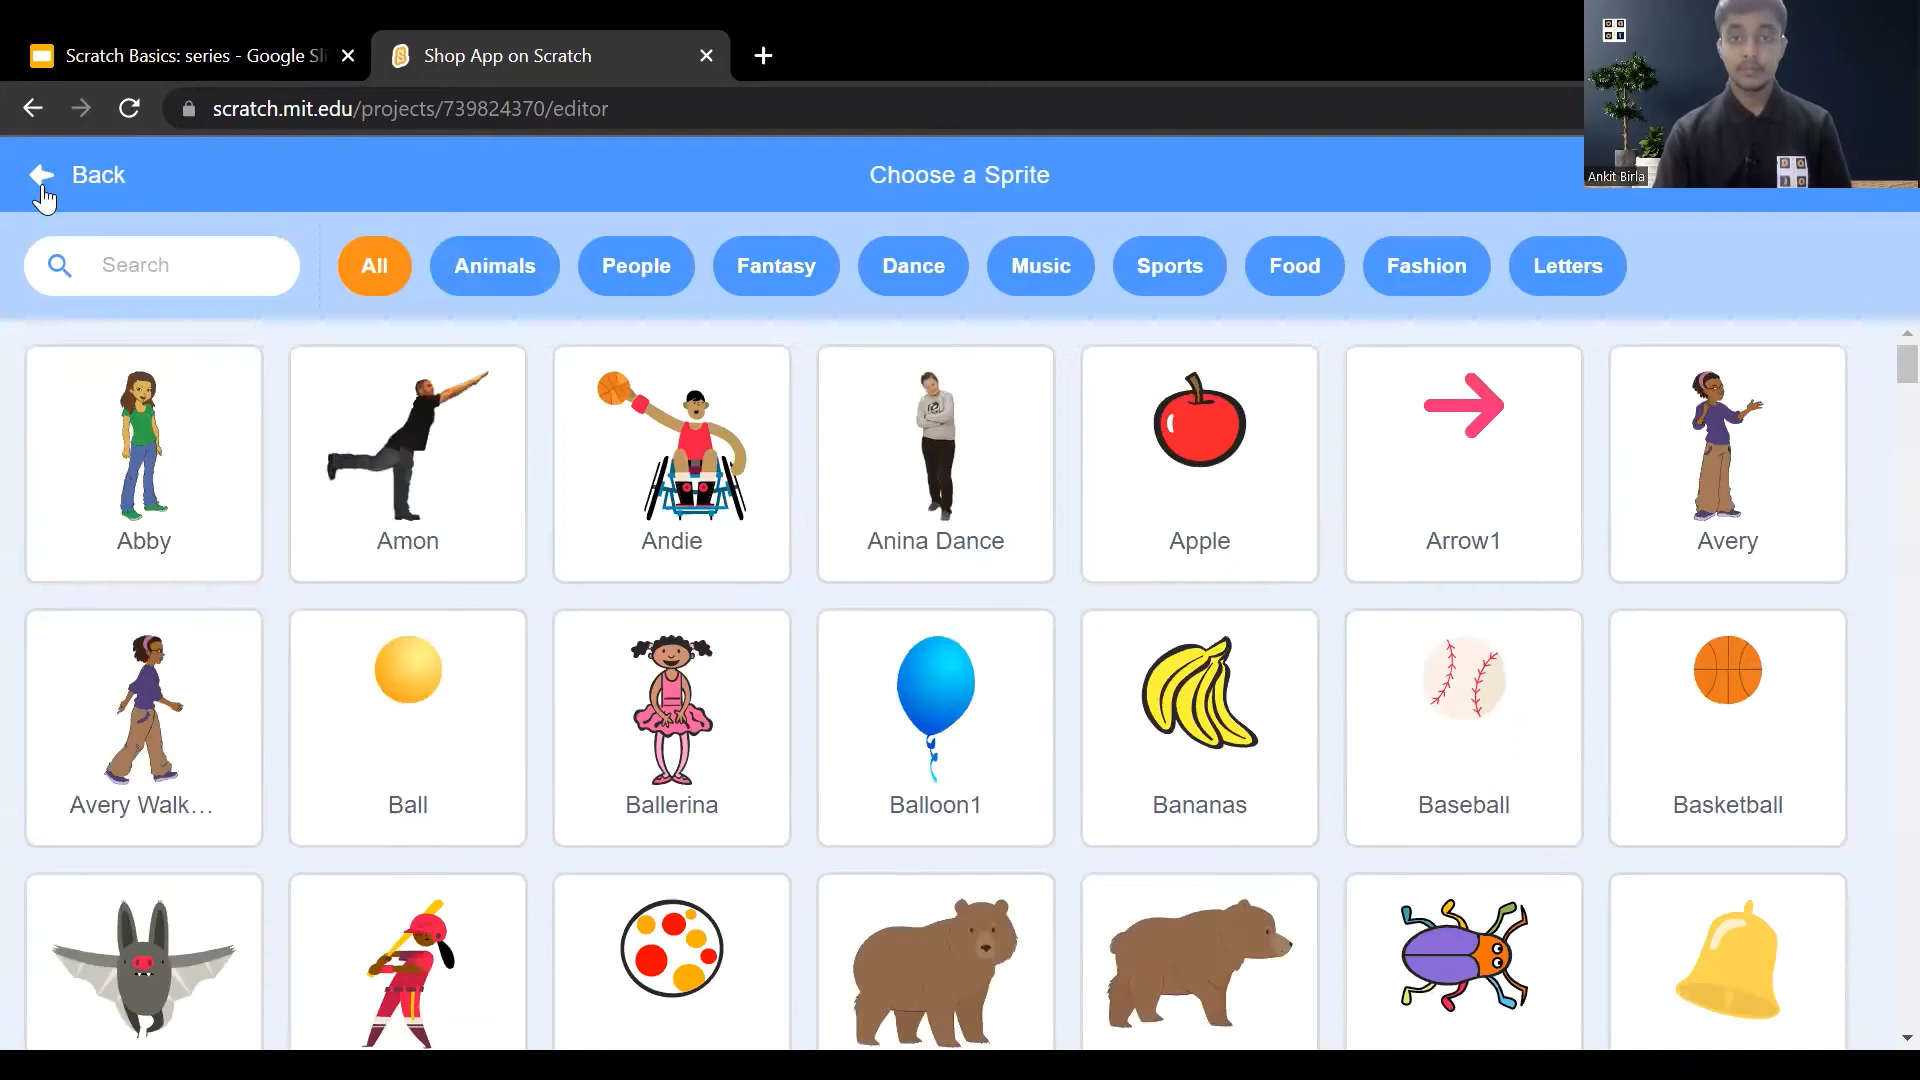 Scratch Basics: series - Google Sli
Shop App on Scratch
scratch.mit.edu/projects/739824370/editor
Back
Choose a Sprite
Ankit Birla
Search
All
Animals
People
Fantasy
Dance
Music
Sports
Food
Fashion
Letters
Abby
Amon
Andie
Anina Dance
Apple
Arrow1
Avery
Avery Walk...
Ball
Ballerina
Balloon1
Bananas
Baseball
Basketball